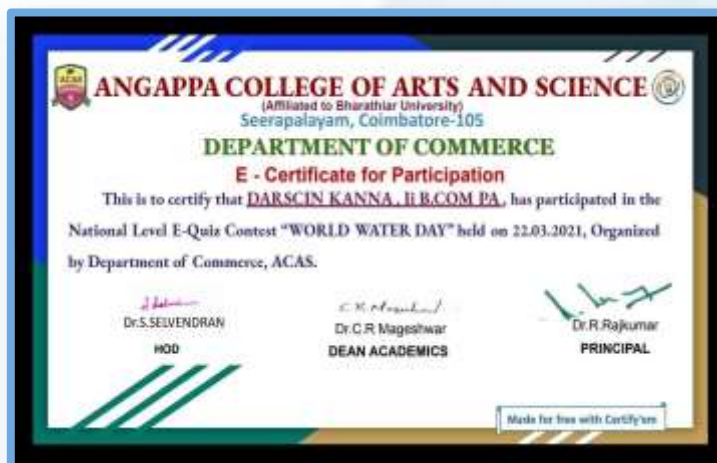 ANGAPPA COLLEGE OF ARTS AND SCIENCE
(Affiliated to Bharathiar University)
Seerapalayam, Coimbatore-105
DEPARTMENT OF COMMERCE
E - Certificate for Participation
This is to certify that DARSCIN KANNA , Ii B.COM PA , has participated in the
National Level E-Quiz Contest “WORLD WATER DAY” held on 22.03.2021, Organized
by Department of Commerce, ACAS.
Dr.S.SELVENDRAN
HOD
Dr.C.R Mageshwar
DEAN ACADEMICS
Dr.R.Rajkumar
PRINCIPAL
Made for free with Certify'em